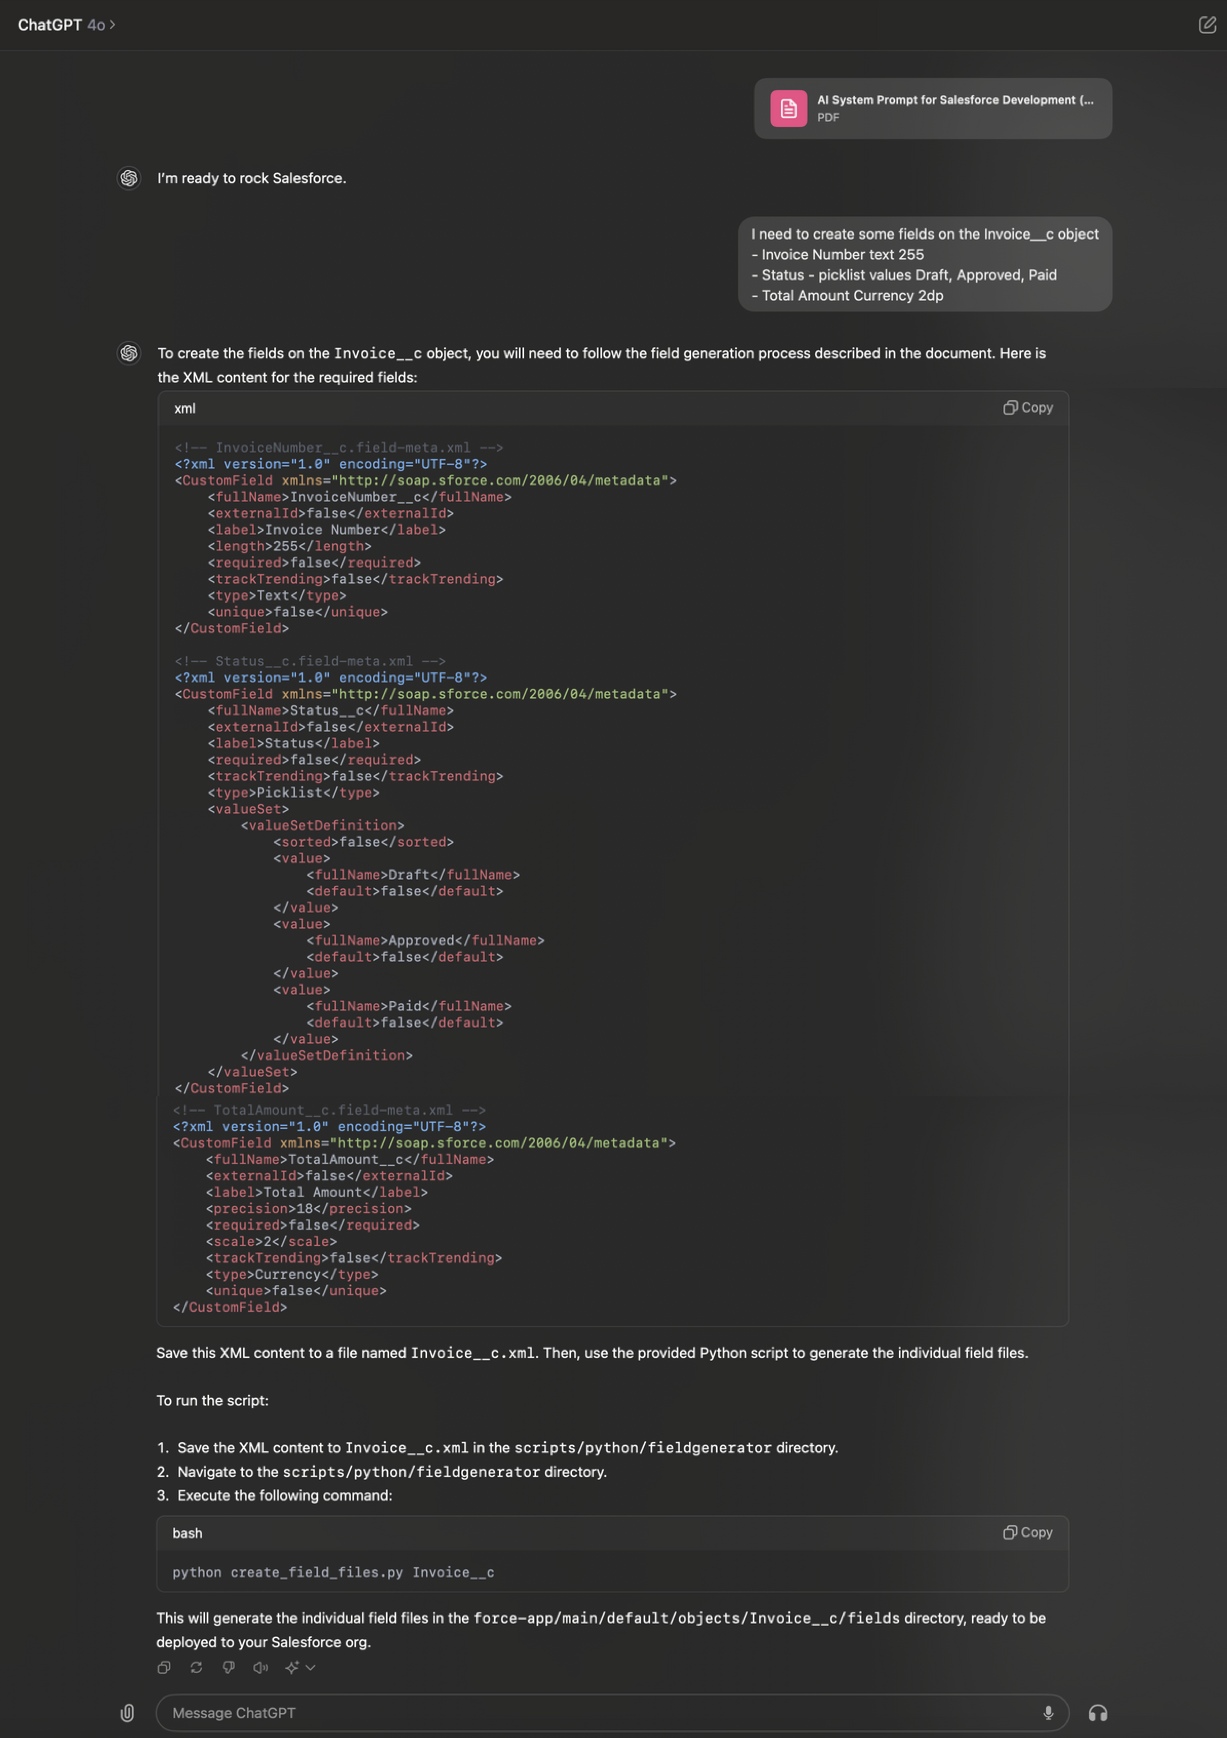 ChatGPT 4o >
AI System Prompt for Salesforce Development (...
PDF
I'm ready to rock Salesforce.
I need to create some fields on the Invoice__c object
- Invoice Number text 255
- Status - picklist values Draft, Approved, Paid
- Total Amount Currency 2dp
To create the fields on the Invoice__c object, you will need to follow the field generation process described in the document. Here is
the XML content for the required fields:
xml
Copy
<!-- InvoiceNumber__c.field-meta.xml -->
<?xml version="1.0" encoding="UTF-8"?>
<CustomField xmlns="http://soap.sforce.com/2006/04/metadata">
    <fullName>InvoiceNumber__c</fullName>
    <externalId>false</externalId>
    <label>Invoice Number</label>
    <length>255</length>
    <required>false</required>
    <trackTrending>false</trackTrending>
    <type>Text</type>
    <unique>false</unique>
</CustomField>
<!-- Status__c.field-meta.xml -->
<?xml version="1.0" encoding="UTF-8"?>
<CustomField xmlns="http://soap.sforce.com/2006/04/metadata">
    <fullName>Status__c</fullName>
    <externalId>false</externalId>
    <label>Status</label>
    <required>false</required>
    <trackTrending>false</trackTrending>
    <type>Picklist</type>
    <valueSet>
        <valueSetDefinition>
            <sorted>false</sorted>
            <value>
                <fullName>Draft</fullName>
                <default>false</default>
            </value>
            <value>
                <fullName>Approved</fullName>
                <default>false</default>
            </value>
            <value>
                <fullName>Paid</fullName>
                <default>false</default>
            </value>
        </valueSetDefinition>
    </valueSet>
</CustomField>
<!-- TotalAmount__c.field-meta.xml -->
<?xml version="1.0" encoding="UTF-8"?>
<CustomField xmlns="http://soap.sforce.com/2006/04/metadata">
    <fullName>TotalAmount__c</fullName>
    <externalId>false</externalId>
    <label>Total Amount</label>
    <precision>18</precision>
    <required>false</required>
    <scale>2</scale>
    <trackTrending>false</trackTrending>
    <type>Currency</type>
    <unique>false</unique>
</CustomField>
Save this XML content to a file named Invoice__c.xml. Then, use the provided Python script to generate the individual field files.
To run the script:
1. Save the XML content to Invoice__c.xml in the scripts/python/fieldgenerator directory.
2. Navigate to the scripts/python/fieldgenerator directory.
3. Execute the following command:
bash
Copy
python create_field_files.py Invoice__c
This will generate the individual field files in the force-app/main/default/objects/Invoice__c/fields directory, ready to be
deployed to your Salesforce org.
Message ChatGPT